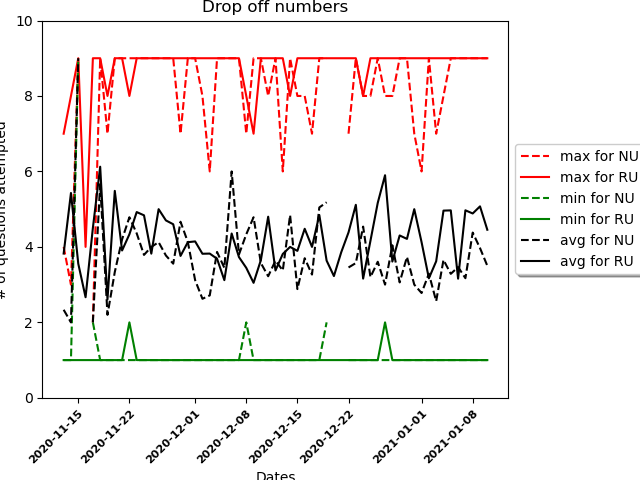 Drop off numbers
# of questions attempted
10
8
6
4
2
0
2020-11-15
2020-11-22
2020-12-01
2020-12-08
2020-12-15
2020-12-22
2021-01-01
2021-01-08
Dates
max for NU
max for RU
min for NU
min for RU
avg for NU
avg for RU